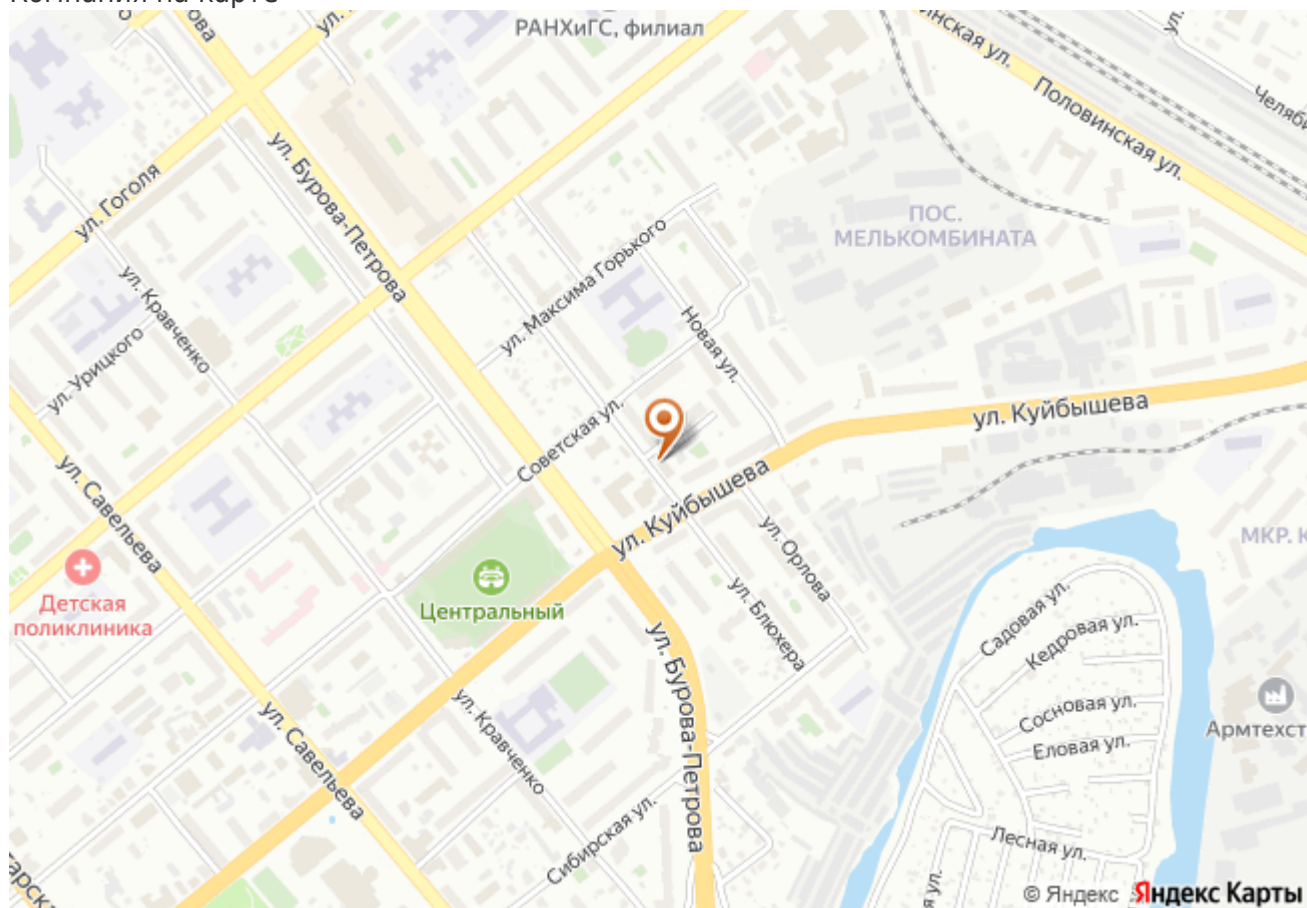 Компания на карте
РАНХиГС, филиал
ул. Гоголя
ул. Бурова-Петрова
Половинская ул.
ПОС.
МЕЛЬКОМБИНАТА
ул. Максима Горького
ул. Кравченко
ул. Урицкого
Новая ул.
Советская ул.
ул. Куйбышева
ул. Куйбышева
ул. Савельева
Детская
поликлиника
Центральный
ул. Орлова
ул. Блюхера
ул. Бурова-Петрова
МКР. К
Садовая ул.
Кедровая ул.
Сосновая ул.
Еловая ул.
Армтехст
ул. Савельева
ул. Кравченко
Сибирская ул.
Лесная ул.
© Яндекс Яндекс Карты